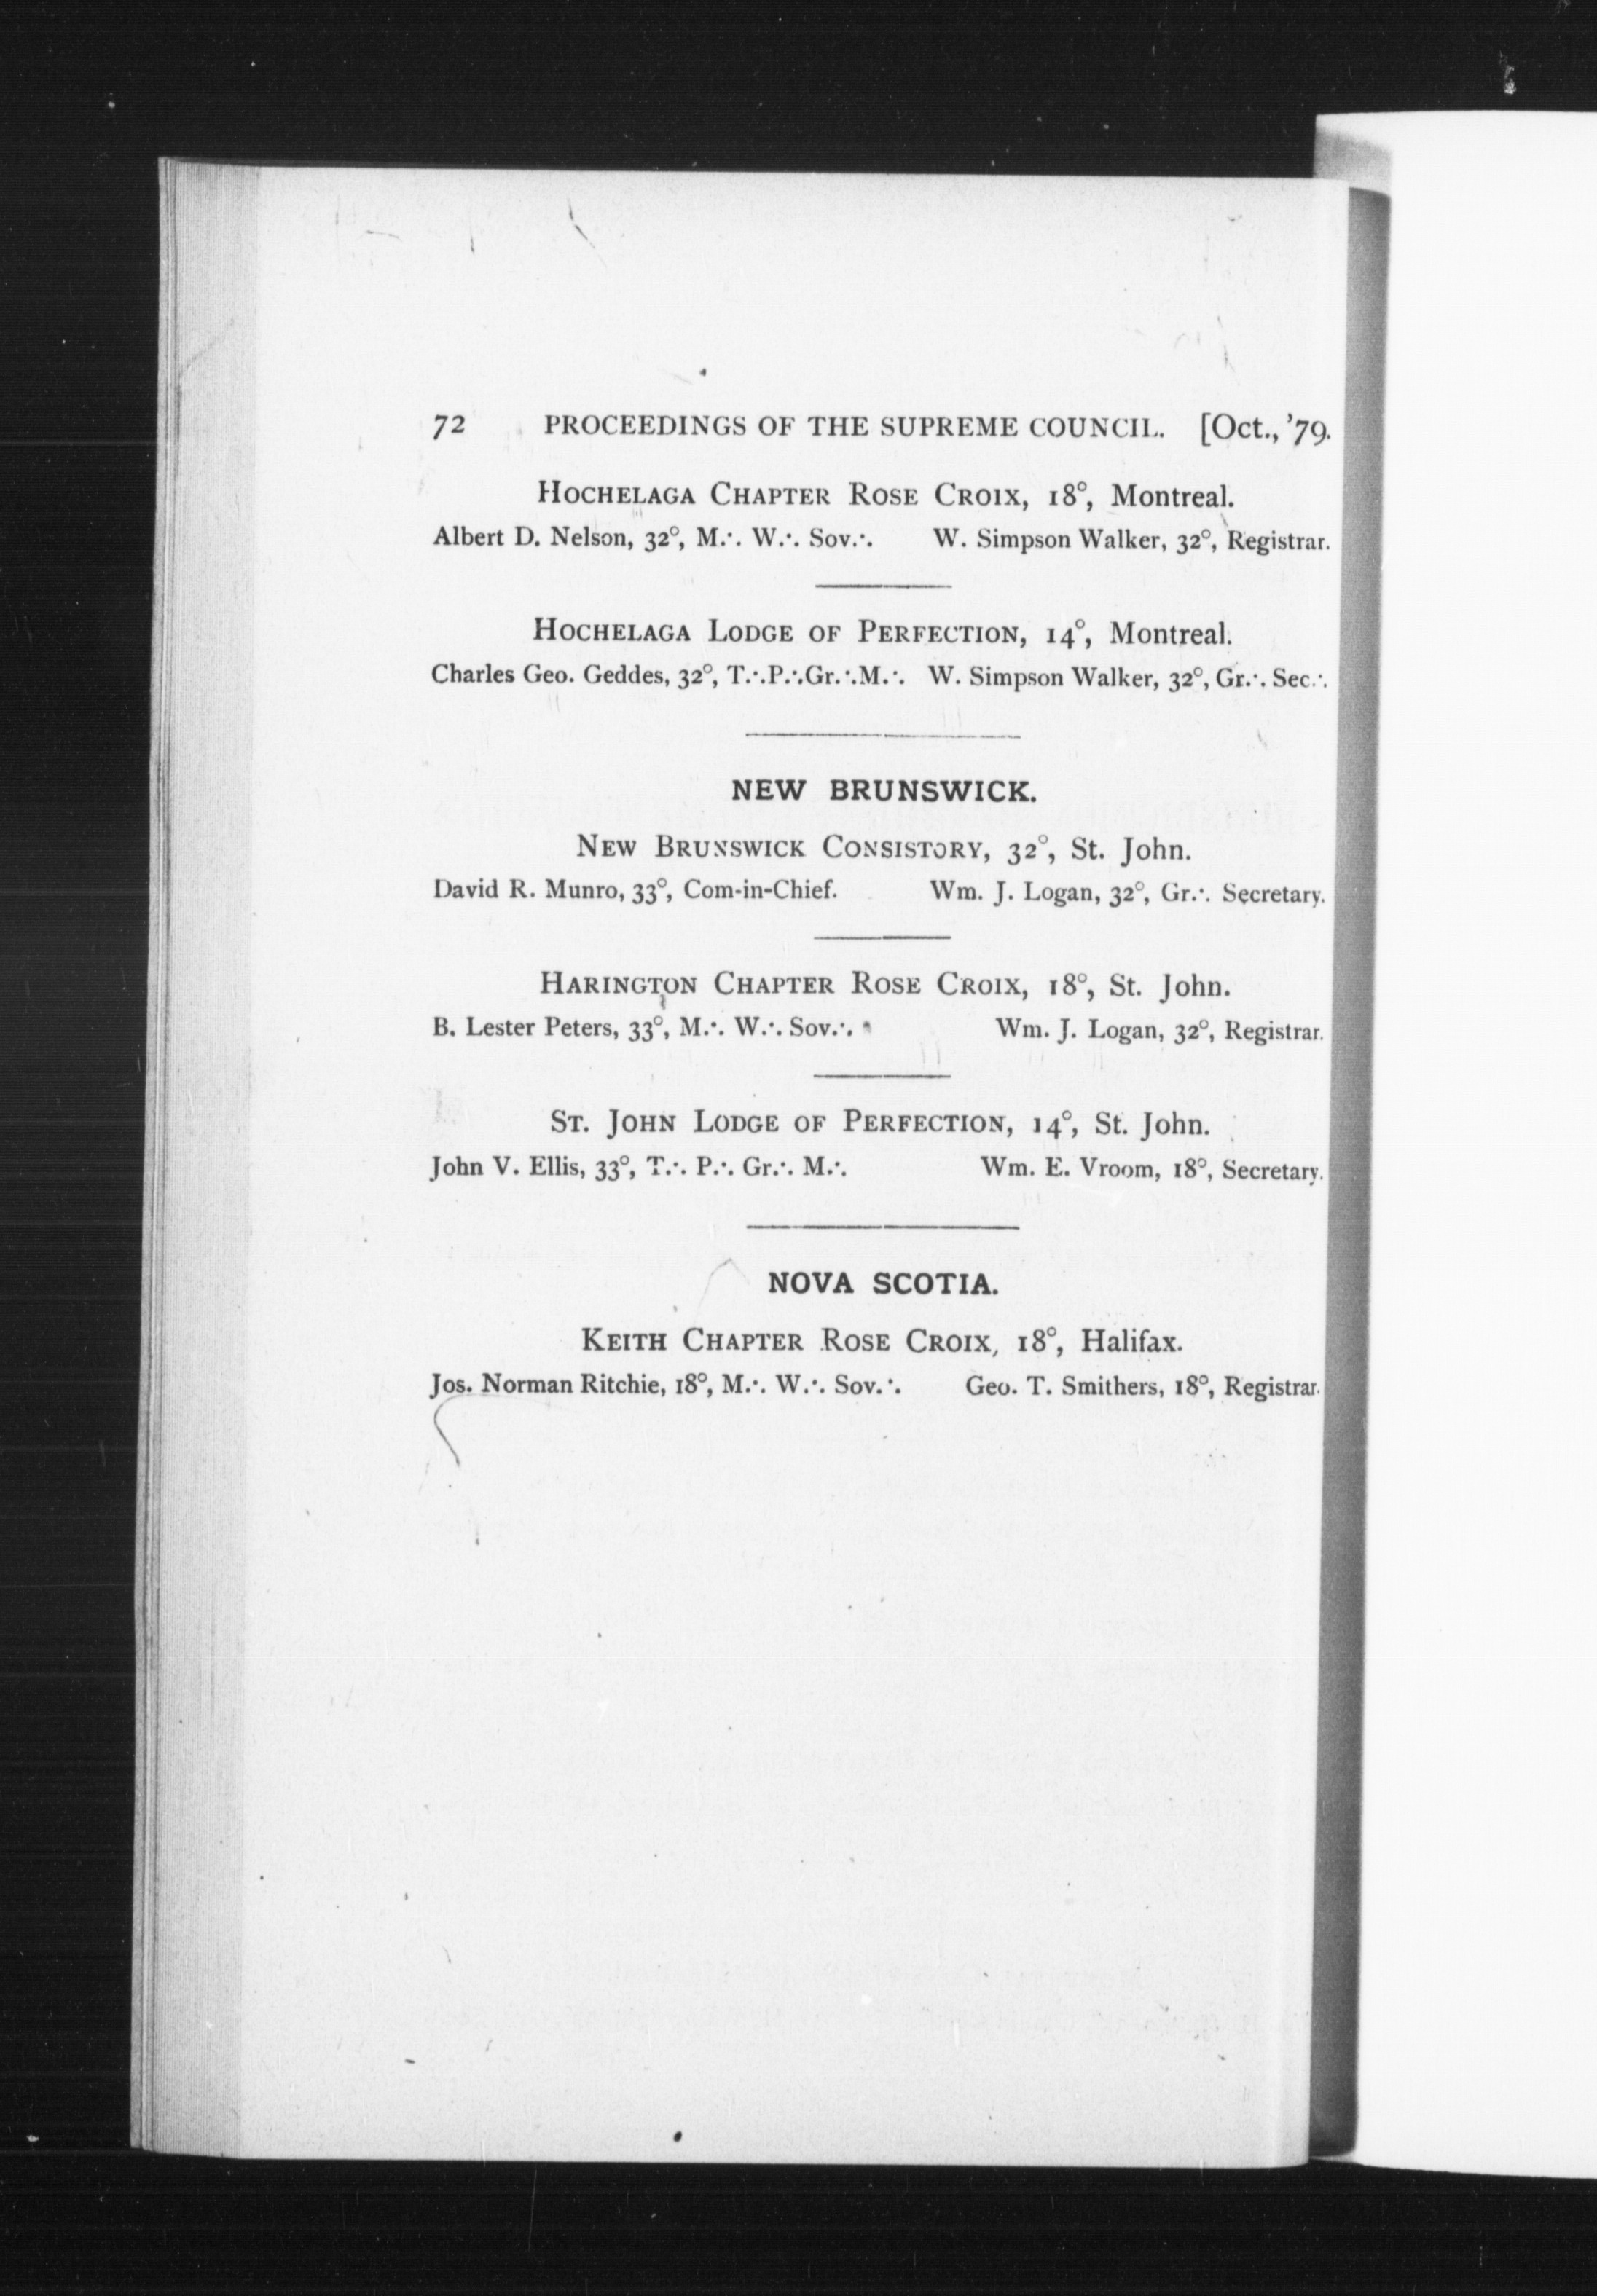 72 PROCEEDINGS OF THE SUPREME COUNCIL. [Oct., ’79.
HOCHELAGA CHAPTER ROSE CROIX, 18°, Montreal.
Albert D. Nelson, 32°, M∴ W∴ Sov∴ W. Simpson Walker, 32°, Registrar.
HOCHELAGA LODGE OF PERFECTION, 14°, Montreal.
Charles Geo. Geddes, 32°, T∴P∴Gr∴M∴ W. Simpson Walker, 32°, Gr∴ Sec∴
NEW BRUNSWICK.
NEW BRUNSWICK CONSISTORY, 32°, St. John.
David R. Munro, 33°, Com-in-Chief. Wm. J. Logan, 32°, Gr∴ Secretary.
HARINGTON CHAPTER ROSE CROIX, 18°, St. John.
B. Lester Peters, 33°, M∴ W∴ Sov∴ Wm. J. Logan, 32°, Registrar.
ST. JOHN LODGE OF PERFECTION, 14°, St. John.
John V. Ellis, 33°, T∴ P∴ Gr∴ M∴ Wm. E. Vroom, 18°, Secretary.
NOVA SCOTIA.
KEITH CHAPTER ROSE CROIX, 18°, Halifax.
Jos. Norman Ritchie, 18°, M∴ W∴ Sov∴ Geo. T. Smithers, 18°, Registrar.